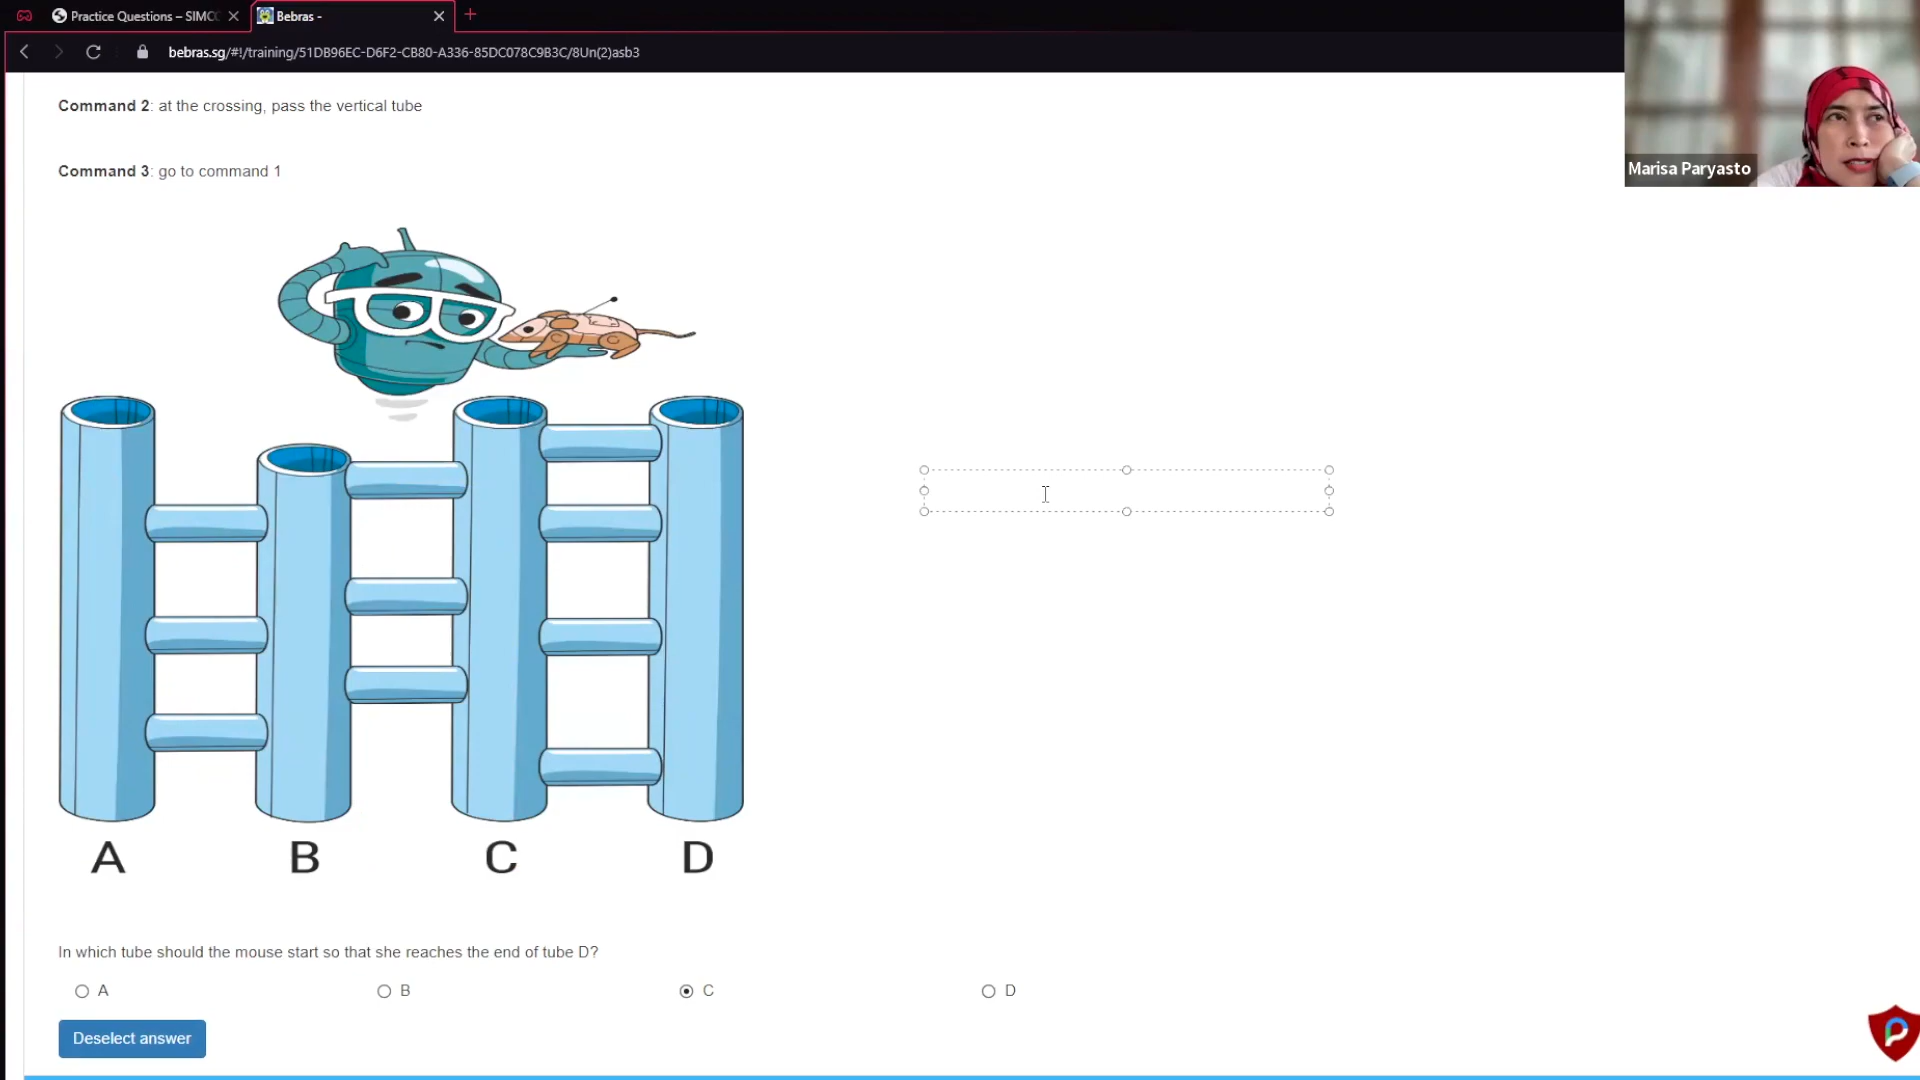 Practice Questions – SIMCC
Bebras -
bebras.sg/#!/training/51DB96EC-D6F2-CB80-A336-85DC078C9B3C/8Un(2)asb3
Command 2: at the crossing, pass the vertical tube
Marisa Paryasto
Command 3: go to command 1
A B C D
In which tube should the mouse start so that she reaches the end of tube D?
A B C D
Deselect answer